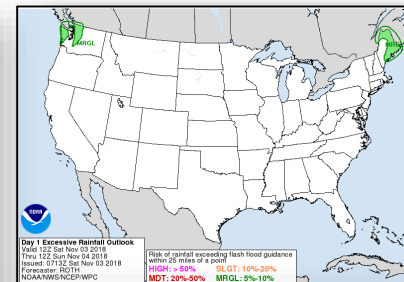 MRGL
MRGL
NOAA
Day 1 Excessive Rainfall Outlook
Valid 12Z Sat Nov 03 2018
Thru 12Z Sun Nov 04 2018
Issued: 0713Z Sat Nov 03 2018
Forecaster: ROTH
NOAA/NWS/NCEP/WPC
Risk of rainfall exceeding flash flood guidance
within 25 miles of a point
HIGH: > 50% SLGT: 10%-20%
MDT: 20%-50% MRGL: 5%-10%